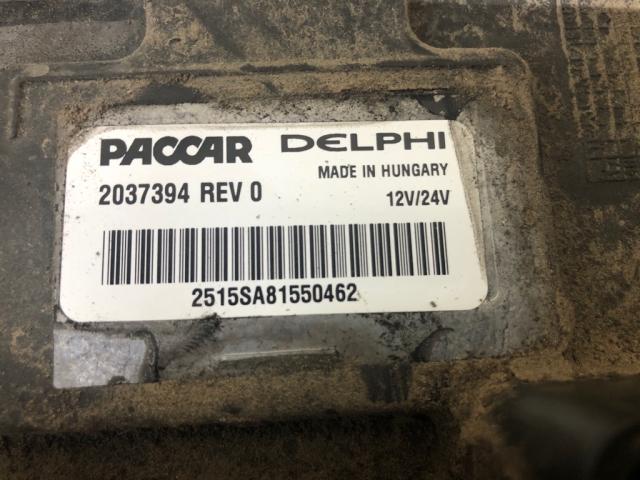 PACCAR DELPHI
MADE IN HUNGARY
2037394 REV 0 12V/24V
2515SA81550462